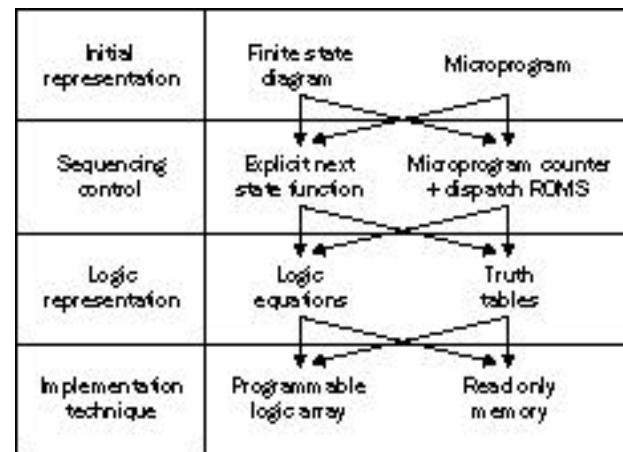 Initial
representation
Finite state
diagram
Microprogram
Sequencing
control
Explicit next
state function
Microprogram counter
+ dispatch ROMS
Logic
representation
Logic
equations
Truth
tables
Implementation
technique
Programmable
logic array
Read only
memory